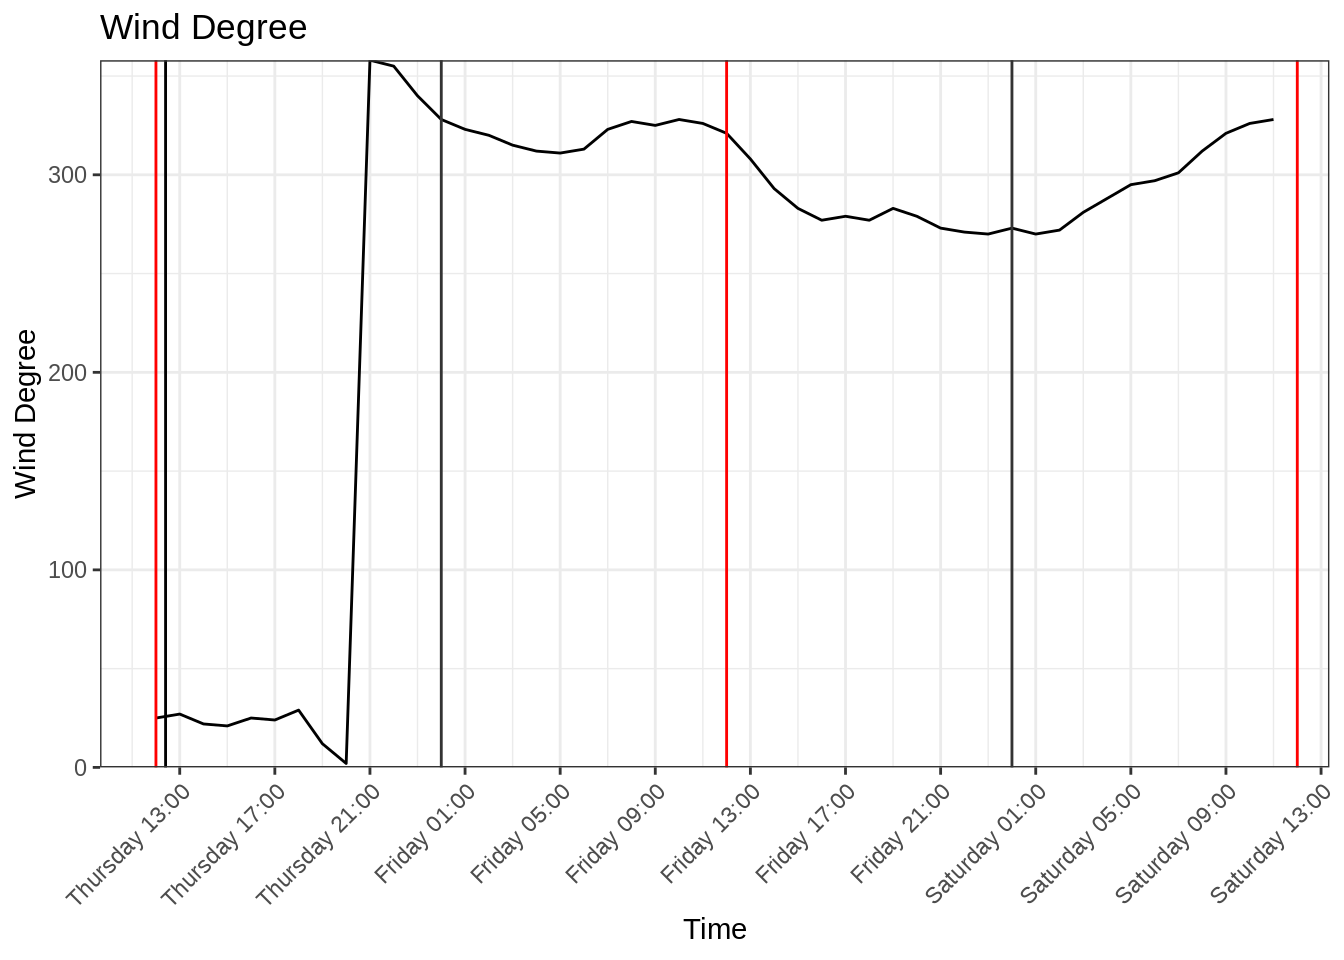 Wind Degree
Wind Degree
300
200
100
0
Thursday 13:00
Thursday 17:00
Thursday 21:00
Friday 01:00
Friday 05:00
Friday 09:00
Friday 13:00
Friday 17:00
Friday 21:00
Saturday 01:00
Saturday 05:00
Saturday 09:00
Saturday 13:00
Time